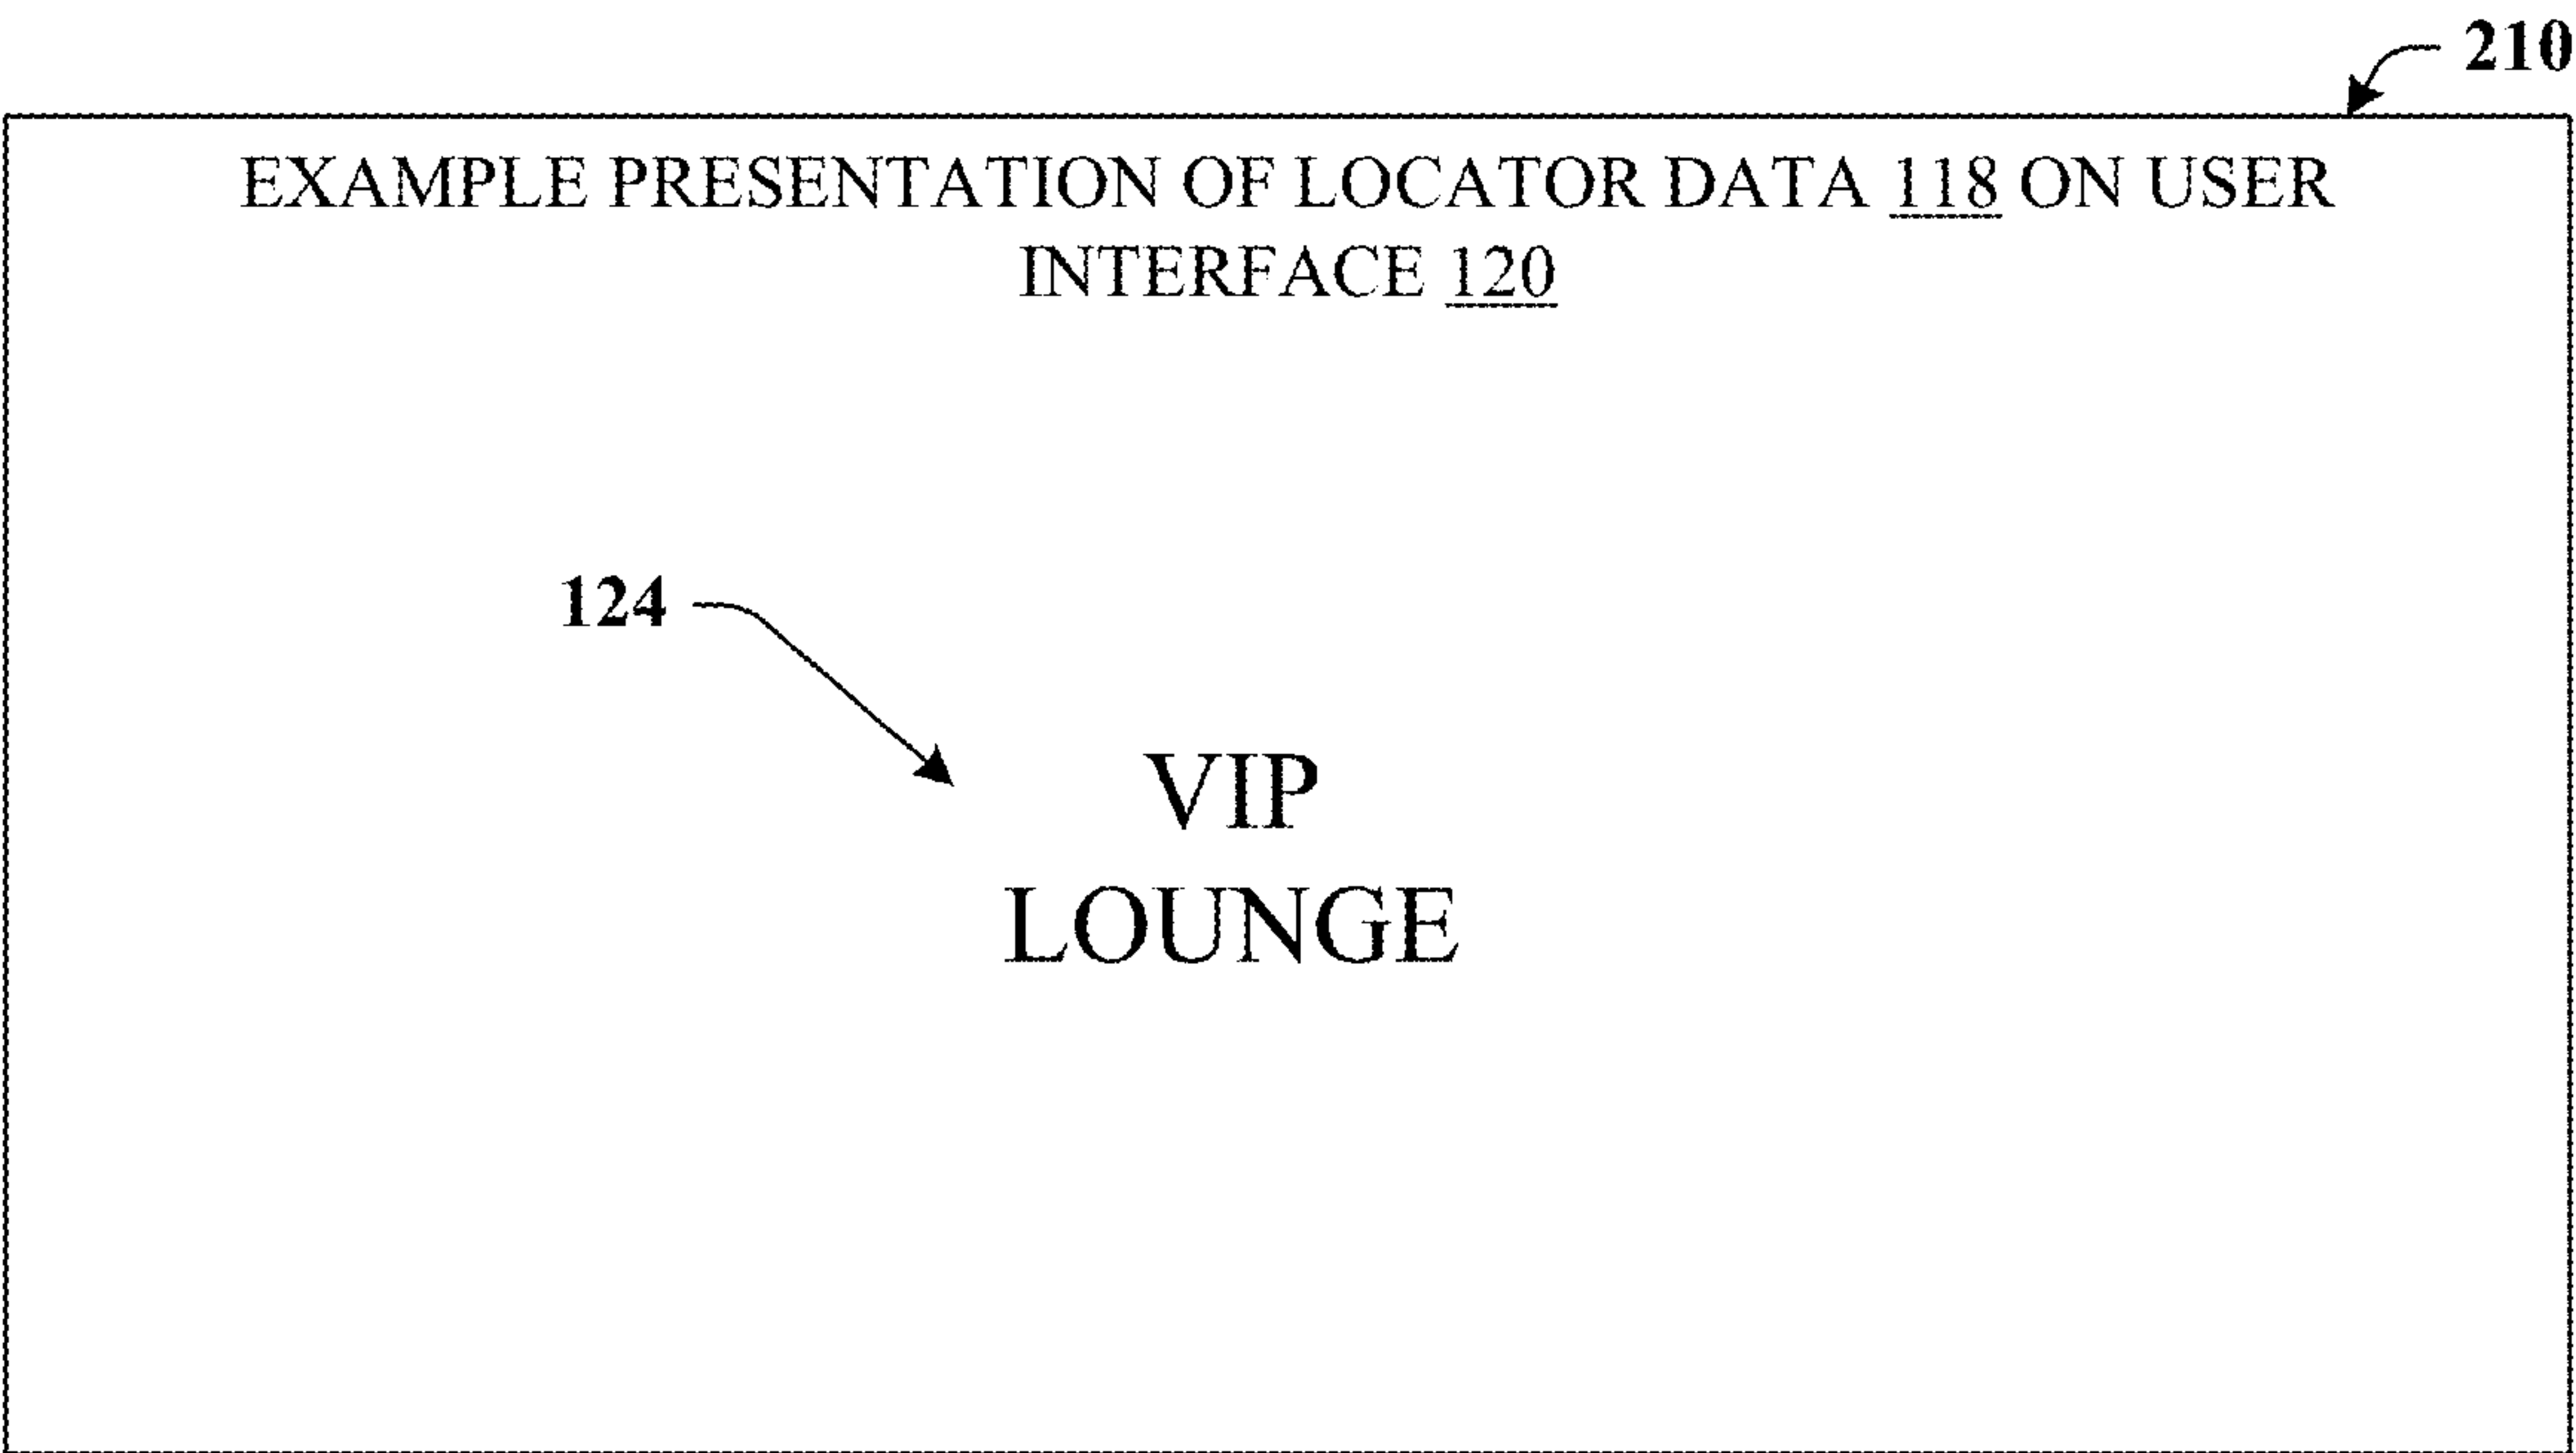 210
EXAMPLE PRESENTATION OF LOCATOR DATA 118 ON USER
INTERFACE 120
124
VIP
LOUNGE